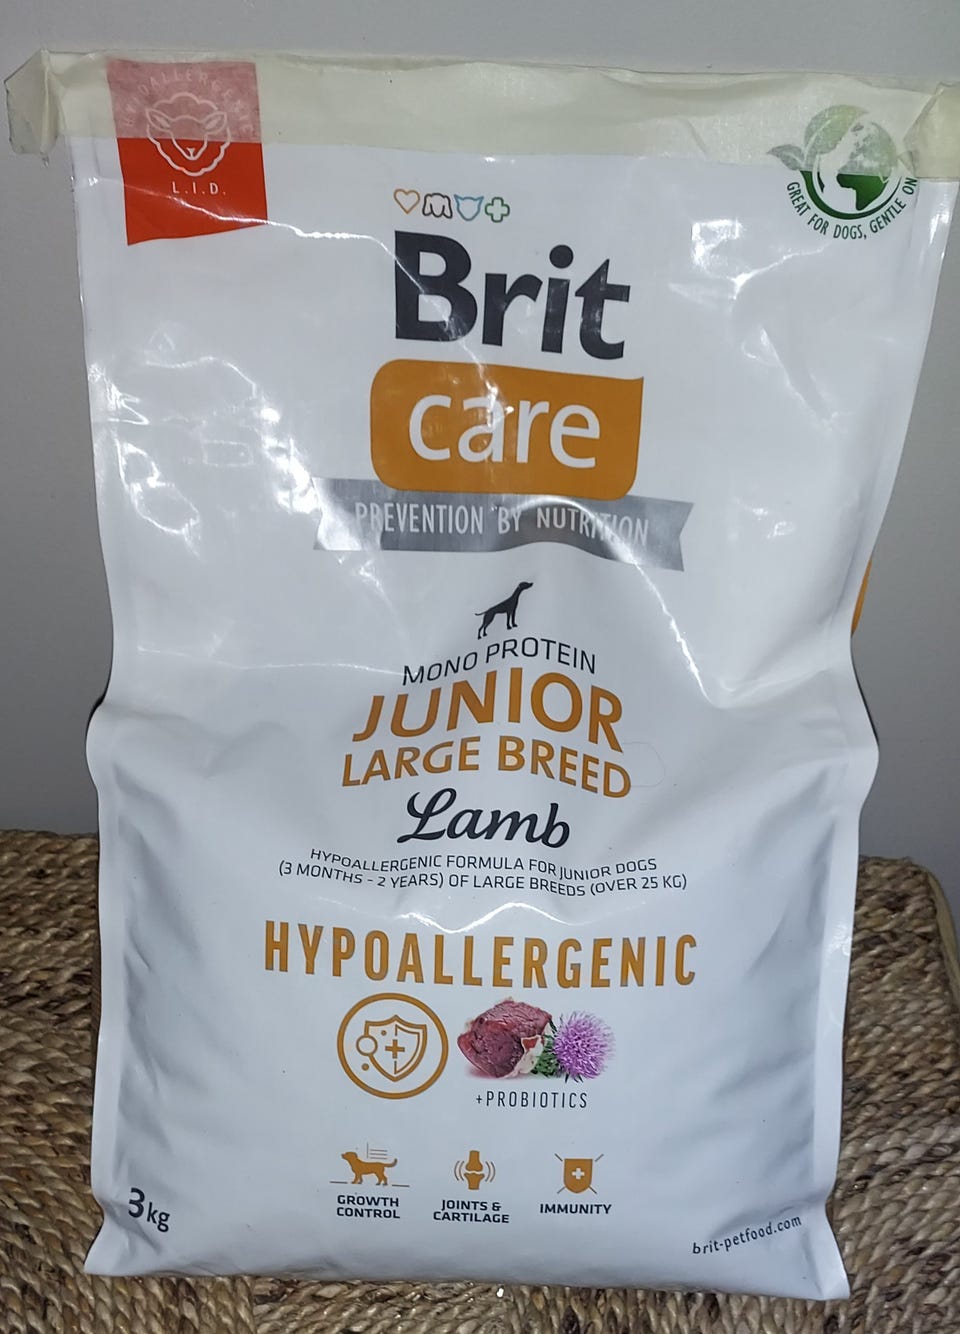 HYPOALLERGENIC
L.I.D.
GREAT FOR DOGS, GENTLE ON
Brit
care
PREVENTION BY NUTRITION
MONO PROTEIN
JUNIOR
LARGE BREED
Lamb
HYPOALLERGENIC FORMULA FOR JUNIOR DOGS
(3 MONTHS - 2 YEARS) OF LARGE BREEDS (OVER 25 KG)
HYPOALLERGENIC
+PROBIOTICS
GROWTH
CONTROL
JOINTS &
CARTILAGE
IMMUNITY
3kg
brit-petfood.com